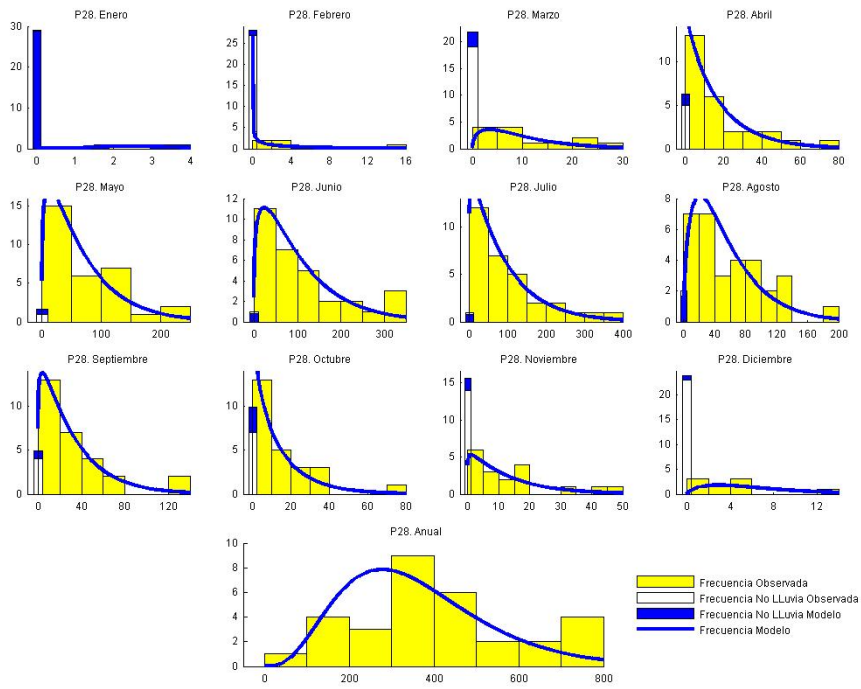 P28. Enero
30
20
10
0
0 1 2 3 4
P28. Febrero
25
20
15
10
5
0
0 4 8 12 16
P28. Marzo
25
20
15
10
5
0
0 10 20 30
P28. Abril
10
5
0
0 20 40 60 80
P28. Mayo
15
10
5
0
0 100 200
P28. Junio
12
10
8
6
4
2
0
0 100 200 300
P28. Julio
10
5
0
0 100 200 300 400
P28. Agosto
8
6
4
2
0
0 40 80 120 160 200
P28. Septiembre
10
5
0
0 40 80 120
P28. Octubre
10
5
0
0 20 40 60 80
P28. Noviembre
15
10
5
0
0 10 20 30 40 50
P28. Diciembre
20
10
0
0 4 8 12
P28. Anual
10
8
6
4
2
0
0 200 400 600 800
Frecuencia Observada
Frecuencia No LLuvia Observada
Frecuencia No LLuvia Modelo
Frecuencia Modelo